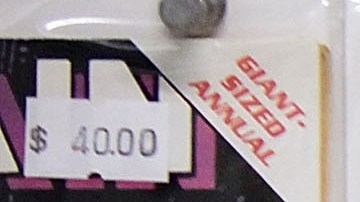 GIANT-
SIZED
ANNUAL
$ 40.00